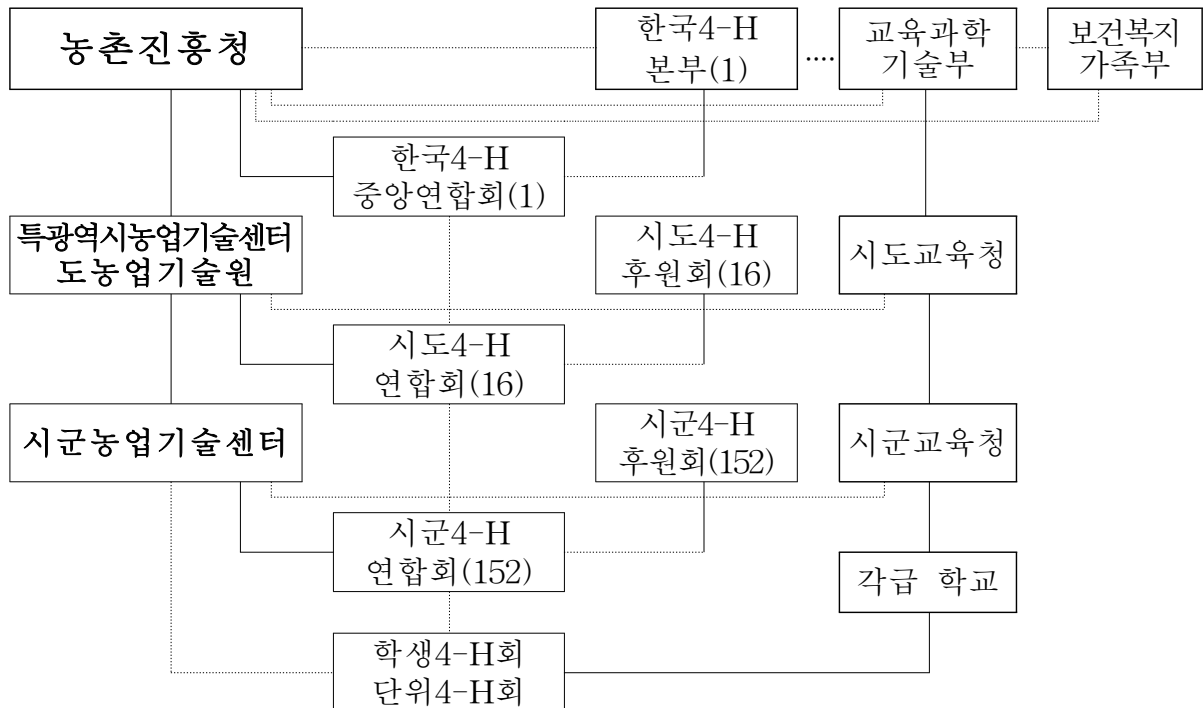 농촌진흥청
한국4-H
본부(1)
....
교육과학
기술부
보건복지
가족부
한국4-H
중앙연합회(1)
특광역시농업기술센터
도농업기술원
시도4-H
후원회(16)
시도교육청
시도4-H
연합회(16)
시군농업기술센터
시군4-H
후원회(152)
시군교육청
시군4-H
연합회(152)
각급 학교
학생4-H회
단위4-H회